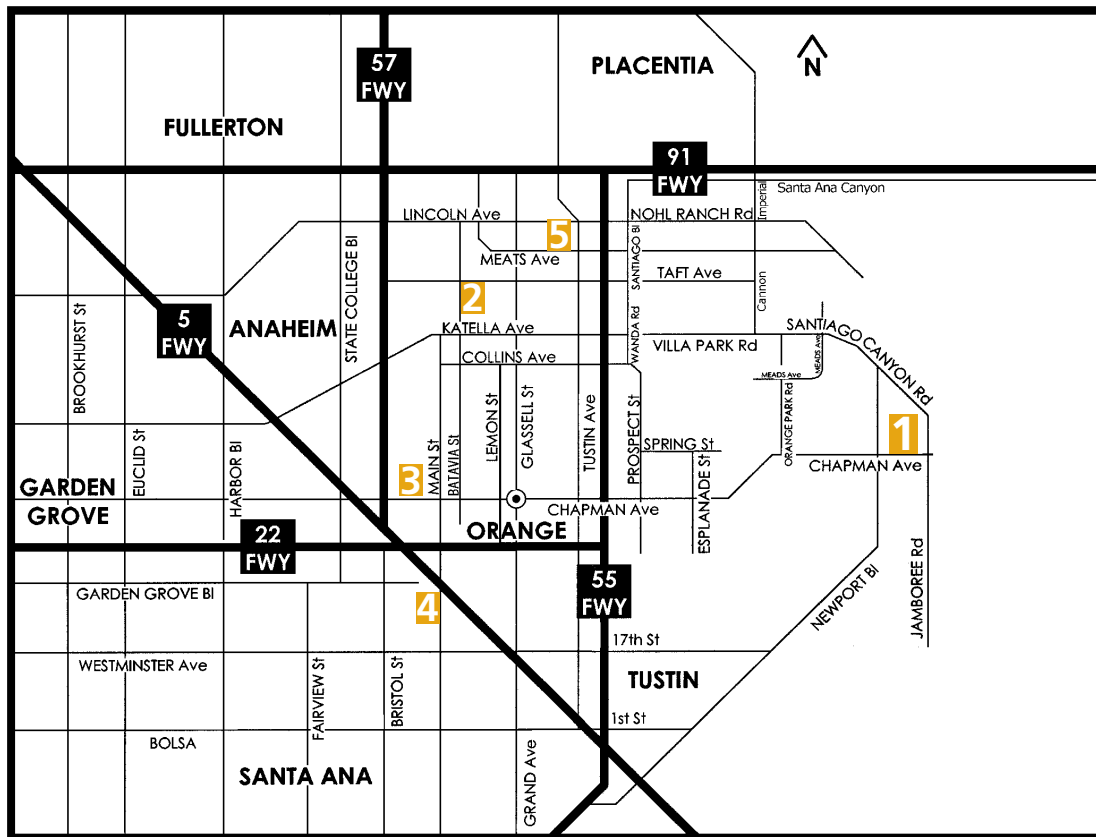 57
FWY
PLACENTIA
N
FULLERTON
91
FWY
Imperial
Santa Ana Canyon
LINCOLN Ave
NOHL RANCH Rd
5
MEATS Ave
SANTIAGO Bl
TAFT Ave
STATE COLLEGE Bl
2
Cannon
BROOKHURST St
5
FWY
ANAHEIM
KATELLA Ave
WANDA Rd
VILLA PARK Rd
SANTIAGO CANYON Rd
MEADS Ave
COLLINS Ave
MEADS Ave
EUCLID St
HARBOR Bl
MAIN St
BATAVIA St
LEMON St
GLASSELL St
TUSTIN Ave
PROSPECT St
SPRING St
ORANGE PARK Rd
1
CHAPMAN Ave
GARDEN
GROVE
3
ESPLANADE St
CHAPMAN Ave
ORANGE
22
FWY
55
FWY
GARDEN GROVE Bl
4
NEWPORT Bl
JAMBOREE Rd
17th St
WESTMINSTER Ave
FAIRVIEW St
BRISTOL St
TUSTIN
1st St
BOLSA
GRAND Ave
SANTA ANA